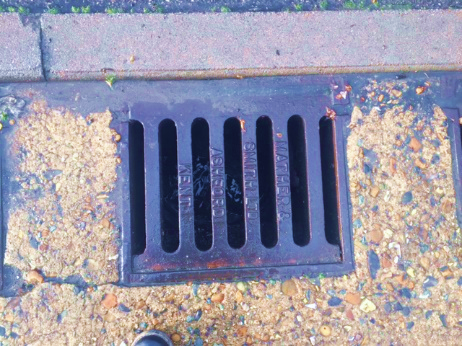 MATHER &
SMITH LTD
ASHFORD
KENT